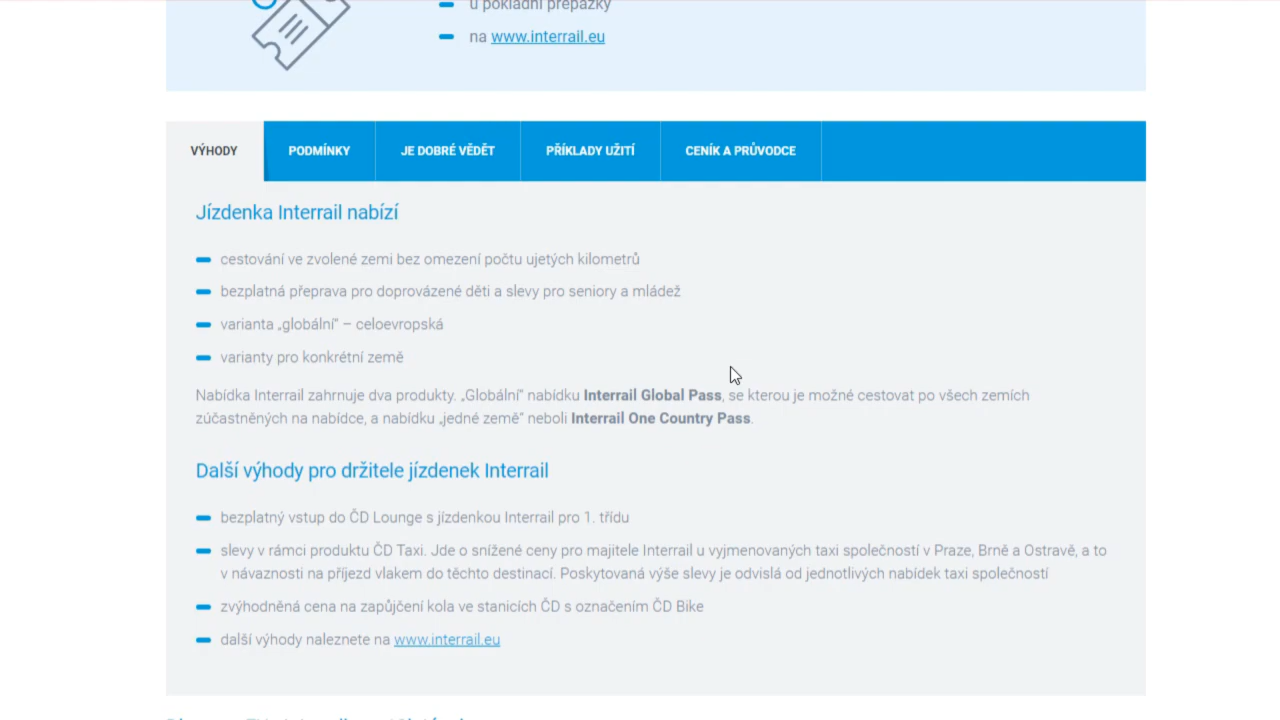 u pokladní přepážky
na www.interrail.eu
VÝHODY
PODMÍNKY
JE DOBRÉ VĚDĚT
PŘÍKLADY UŽITÍ
CENÍK A PRŮVODCE
Jízdenka Interrail nabízí
cestování ve zvolené zemi bez omezení počtu ujetých kilometrů
bezplatná přeprava pro doprovázené děti a slevy pro seniory a mládež
varianta „globální“ – celoevropská
varianty pro konkrétní země
Nabídka Interrail zahrnuje dva produkty. „Globální“ nabídku Interrail Global Pass, se kterou je možné cestovat po všech zemích
zúčastněných na nabídce, a nabídku „jedné země“ neboli Interrail One Country Pass.
Další výhody pro držitele jízdenek Interrail
bezplatný vstup do ČD Lounge s jízdenkou Interrail pro 1. třídu
slevy v rámci produktu ČD Taxi. Jde o snížené ceny pro majitele Interrail u vyjmenovaných taxi společností v Praze, Brně a Ostravě, a to
v návaznosti na příjezd vlakem do těchto destinací. Poskytovaná výše slevy je odvislá od jednotlivých nabídek taxi společností
zvýhodněná cena na zapůjčení kola ve stanicích ČD s označením ČD Bike
další výhody naleznete na www.interrail.eu